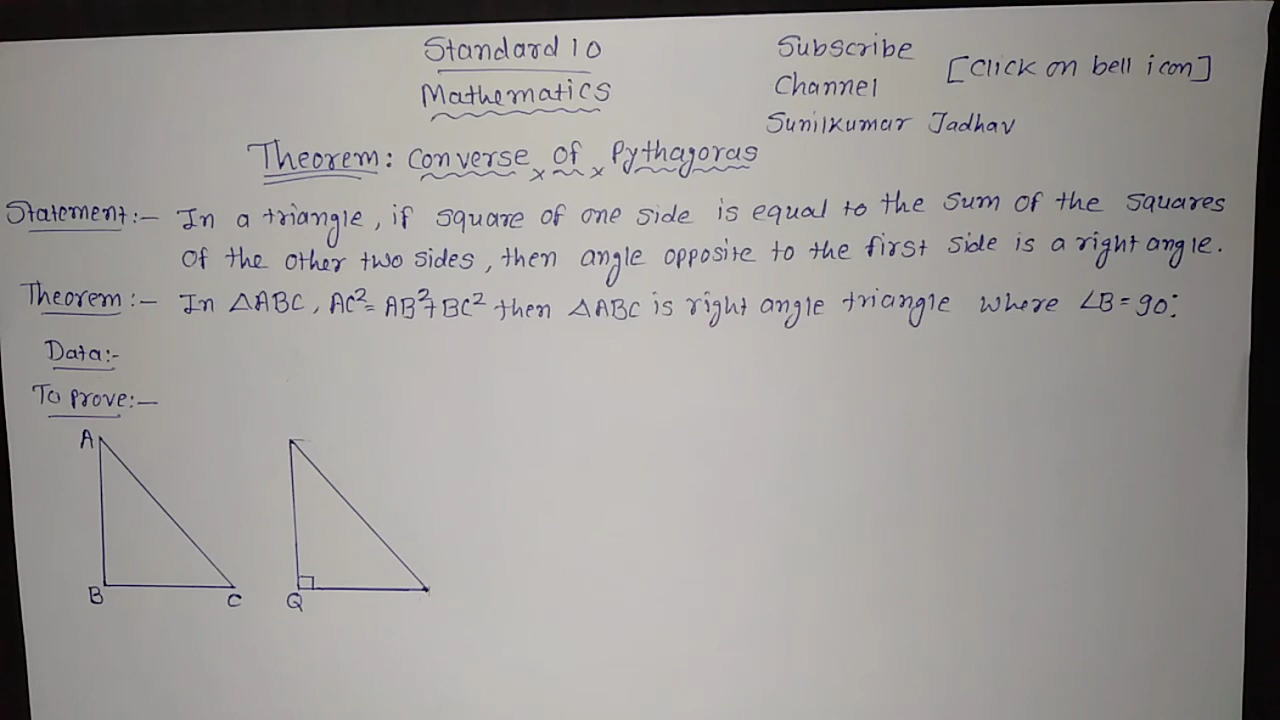 Standard 10
Mathematics
Subscribe
Channel
Sunilkumar Jadhav
[Click on bell icon]
Theorem: Converse of Pythagoras
Statement:- In a triangle, if square of one side is equal to the sum of the squares
of the other two sides, then angle opposite to the first side is a right angle.
Theorem:- In △ABC, AC²= AB²+BC² then △ABC is right angle triangle where ∠B=90°.
Data:-
To prove:-
A
B
C
Q